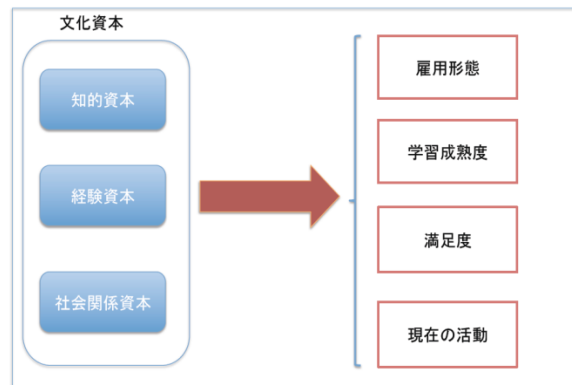 文化資本
知的資本
経験資本
社会関係資本
雇用形態
学習成熟度
満足度
現在の活動